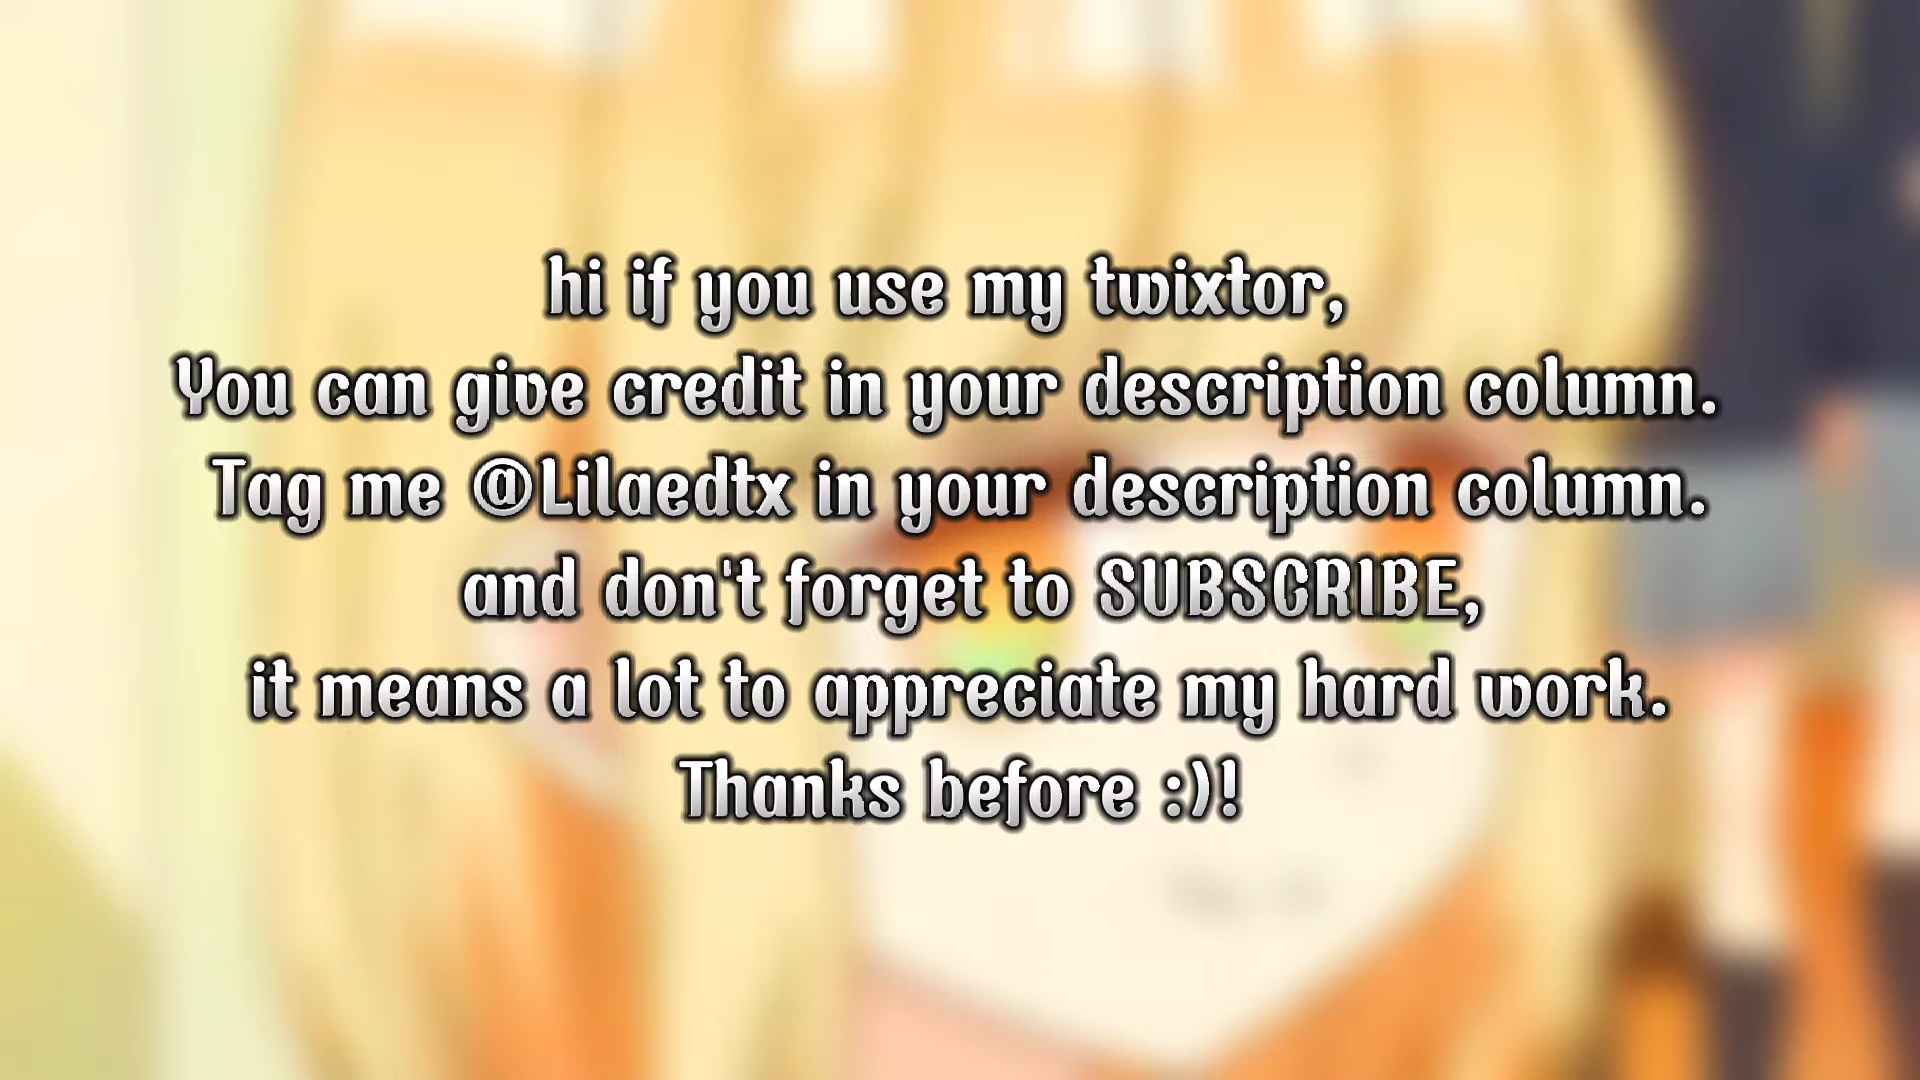 hi if you use my twixtor,
You can give credit in your description column.
Tag me @Lilaedtx in your description column.
and don't forget to SUBSCRIBE,
it means a lot to appreciate my hard work.
Thanks before :)!